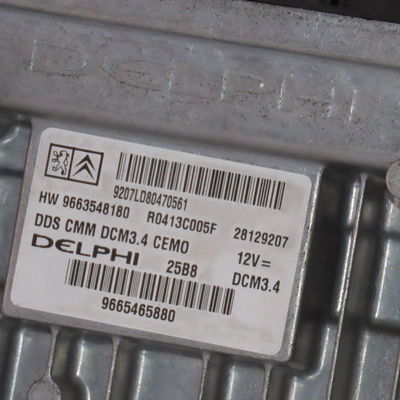 DELPHI
9207LD80470561
HW 9663548180 R0413C005F 28129207
DDS CMM DCM3.4 CEMO 12V=
DELPHI 25B8 DCM3.4
9665465880